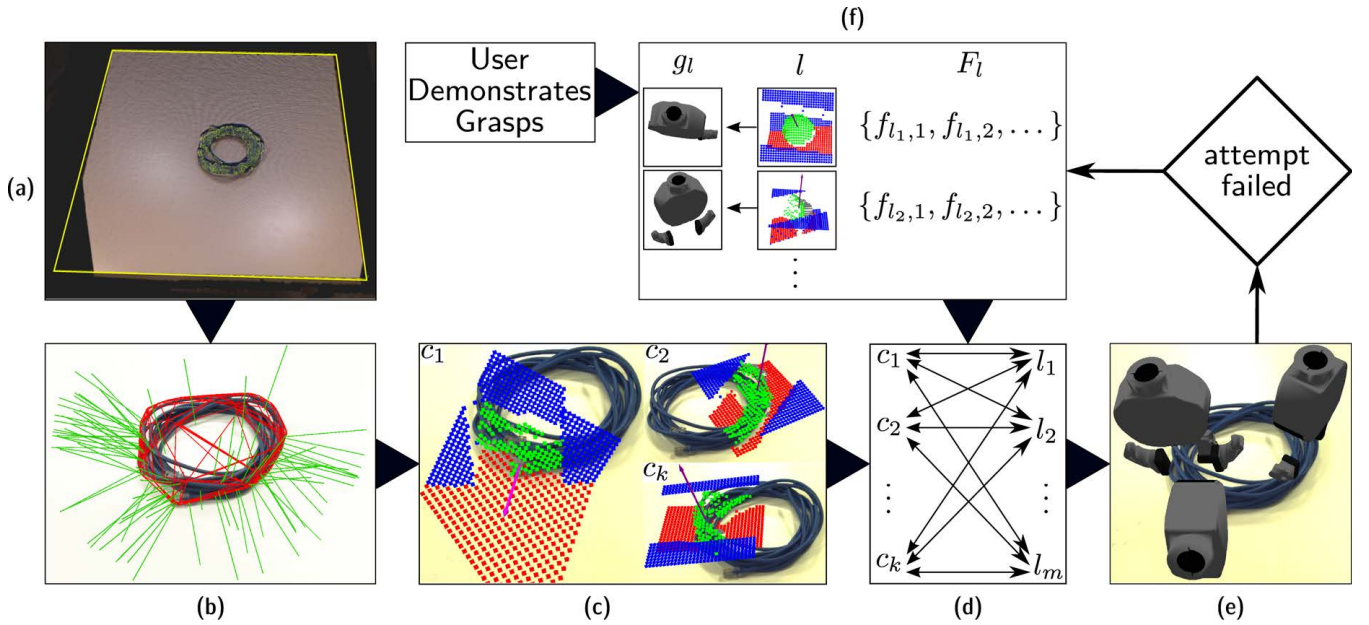 (f)
User
Demonstrates
Grasps
g_l l F_l
{f_{l_1,1}, f_{l_1,2}, . . . }
{f_{l_2,1}, f_{l_2,2}, . . . }
⋮
attempt
failed
(a)
c_1 c_2
c_k
c_1 l_1
c_2 l_2
⋮ ⋮
c_k l_m
(b) (c) (d) (e)